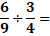 6/9 ÷ 3/4 =